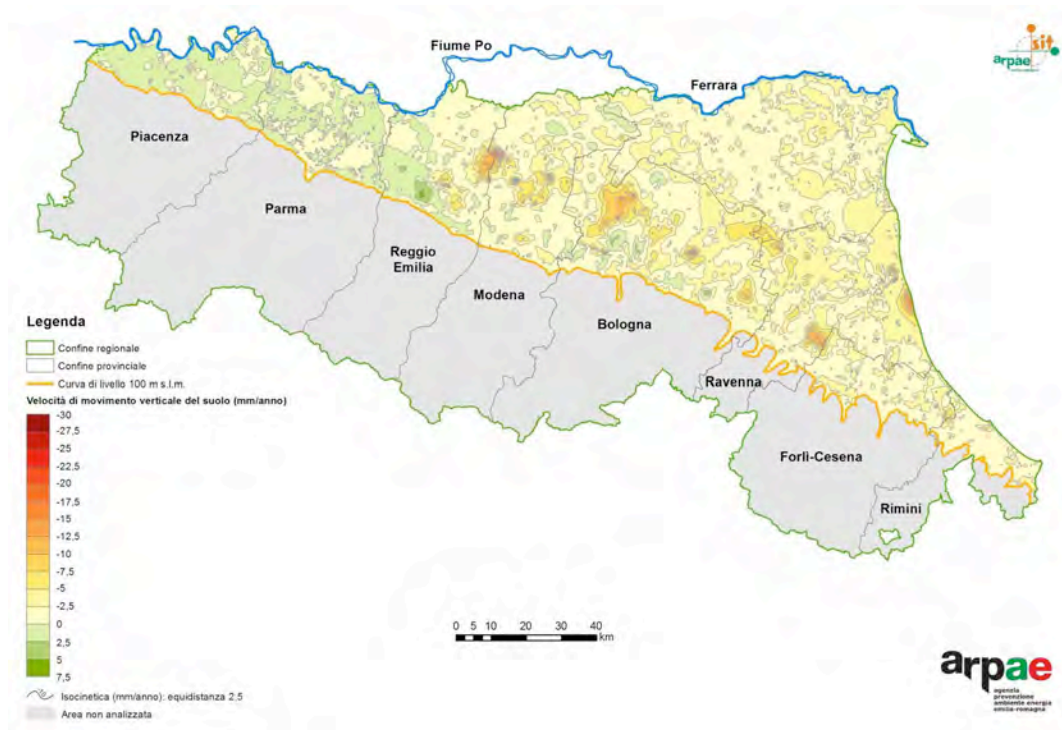 Fiume Po
Ferrara
sit
arpae
Piacenza
Parma
Reggio
Emilia
Modena
Bologna
Ravenna
Forlì-Cesena
Rimini
Legenda
Confine regionale
Confine provinciale
Curva di livello 100 m s.l.m.
Velocità di movimento verticale del suolo (mm/anno)
-30
-27,5
-25
-22,5
-20
-17,5
-15
-12,5
-10
-7,5
-5
-2,5
0
2,5
5
7,5
Isocinetica (mm/anno): equidistanza 2.5
Area non analizzata
0 5 10 20 30 40
km
arpae
agenzia
prevenzione
ambiente energia
emilia-romagna